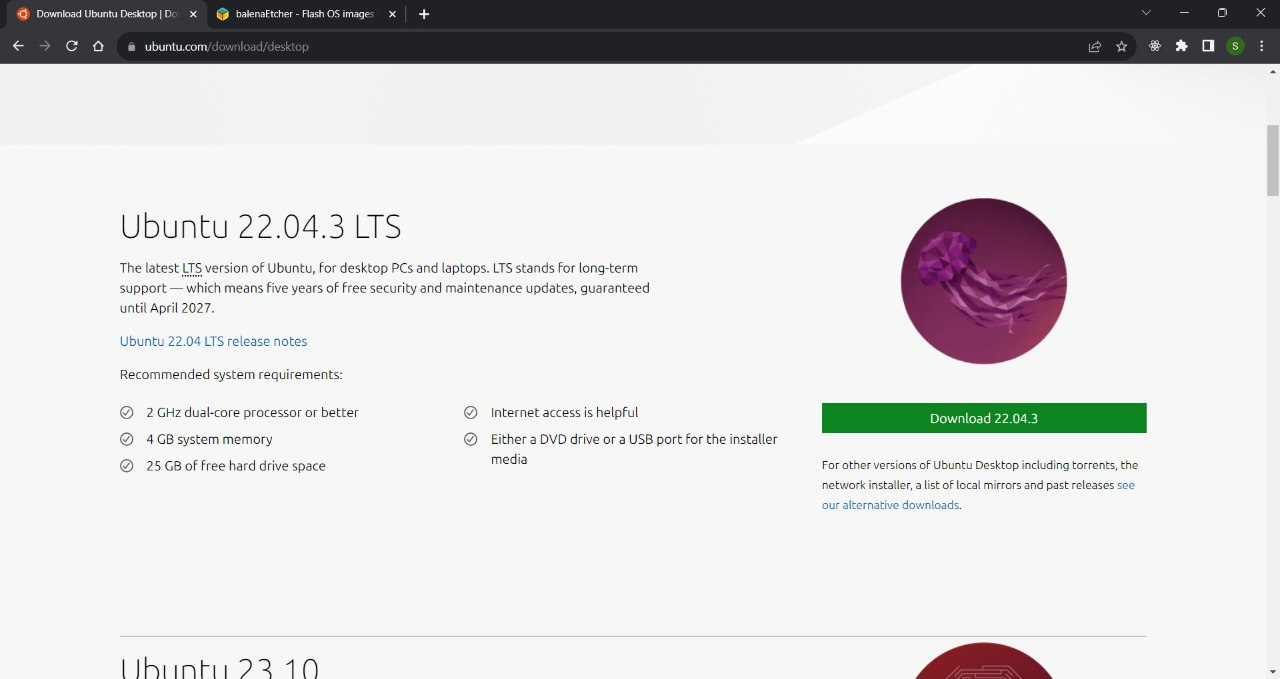 Download Ubuntu Desktop | Do
balenaEtcher - Flash OS images
ubuntu.com/download/desktop
S
Ubuntu 22.04.3 LTS
The latest LTS version of Ubuntu, for desktop PCs and laptops. LTS stands for long-term
support — which means five years of free security and maintenance updates, guaranteed
until April 2027.
Ubuntu 22.04 LTS release notes
Recommended system requirements:
2 GHz dual-core processor or better
4 GB system memory
25 GB of free hard drive space
Internet access is helpful
Either a DVD drive or a USB port for the installer
media
Download 22.04.3
For other versions of Ubuntu Desktop including torrents, the
network installer, a list of local mirrors and past releases see
our alternative downloads.
Ubuntu 23.10